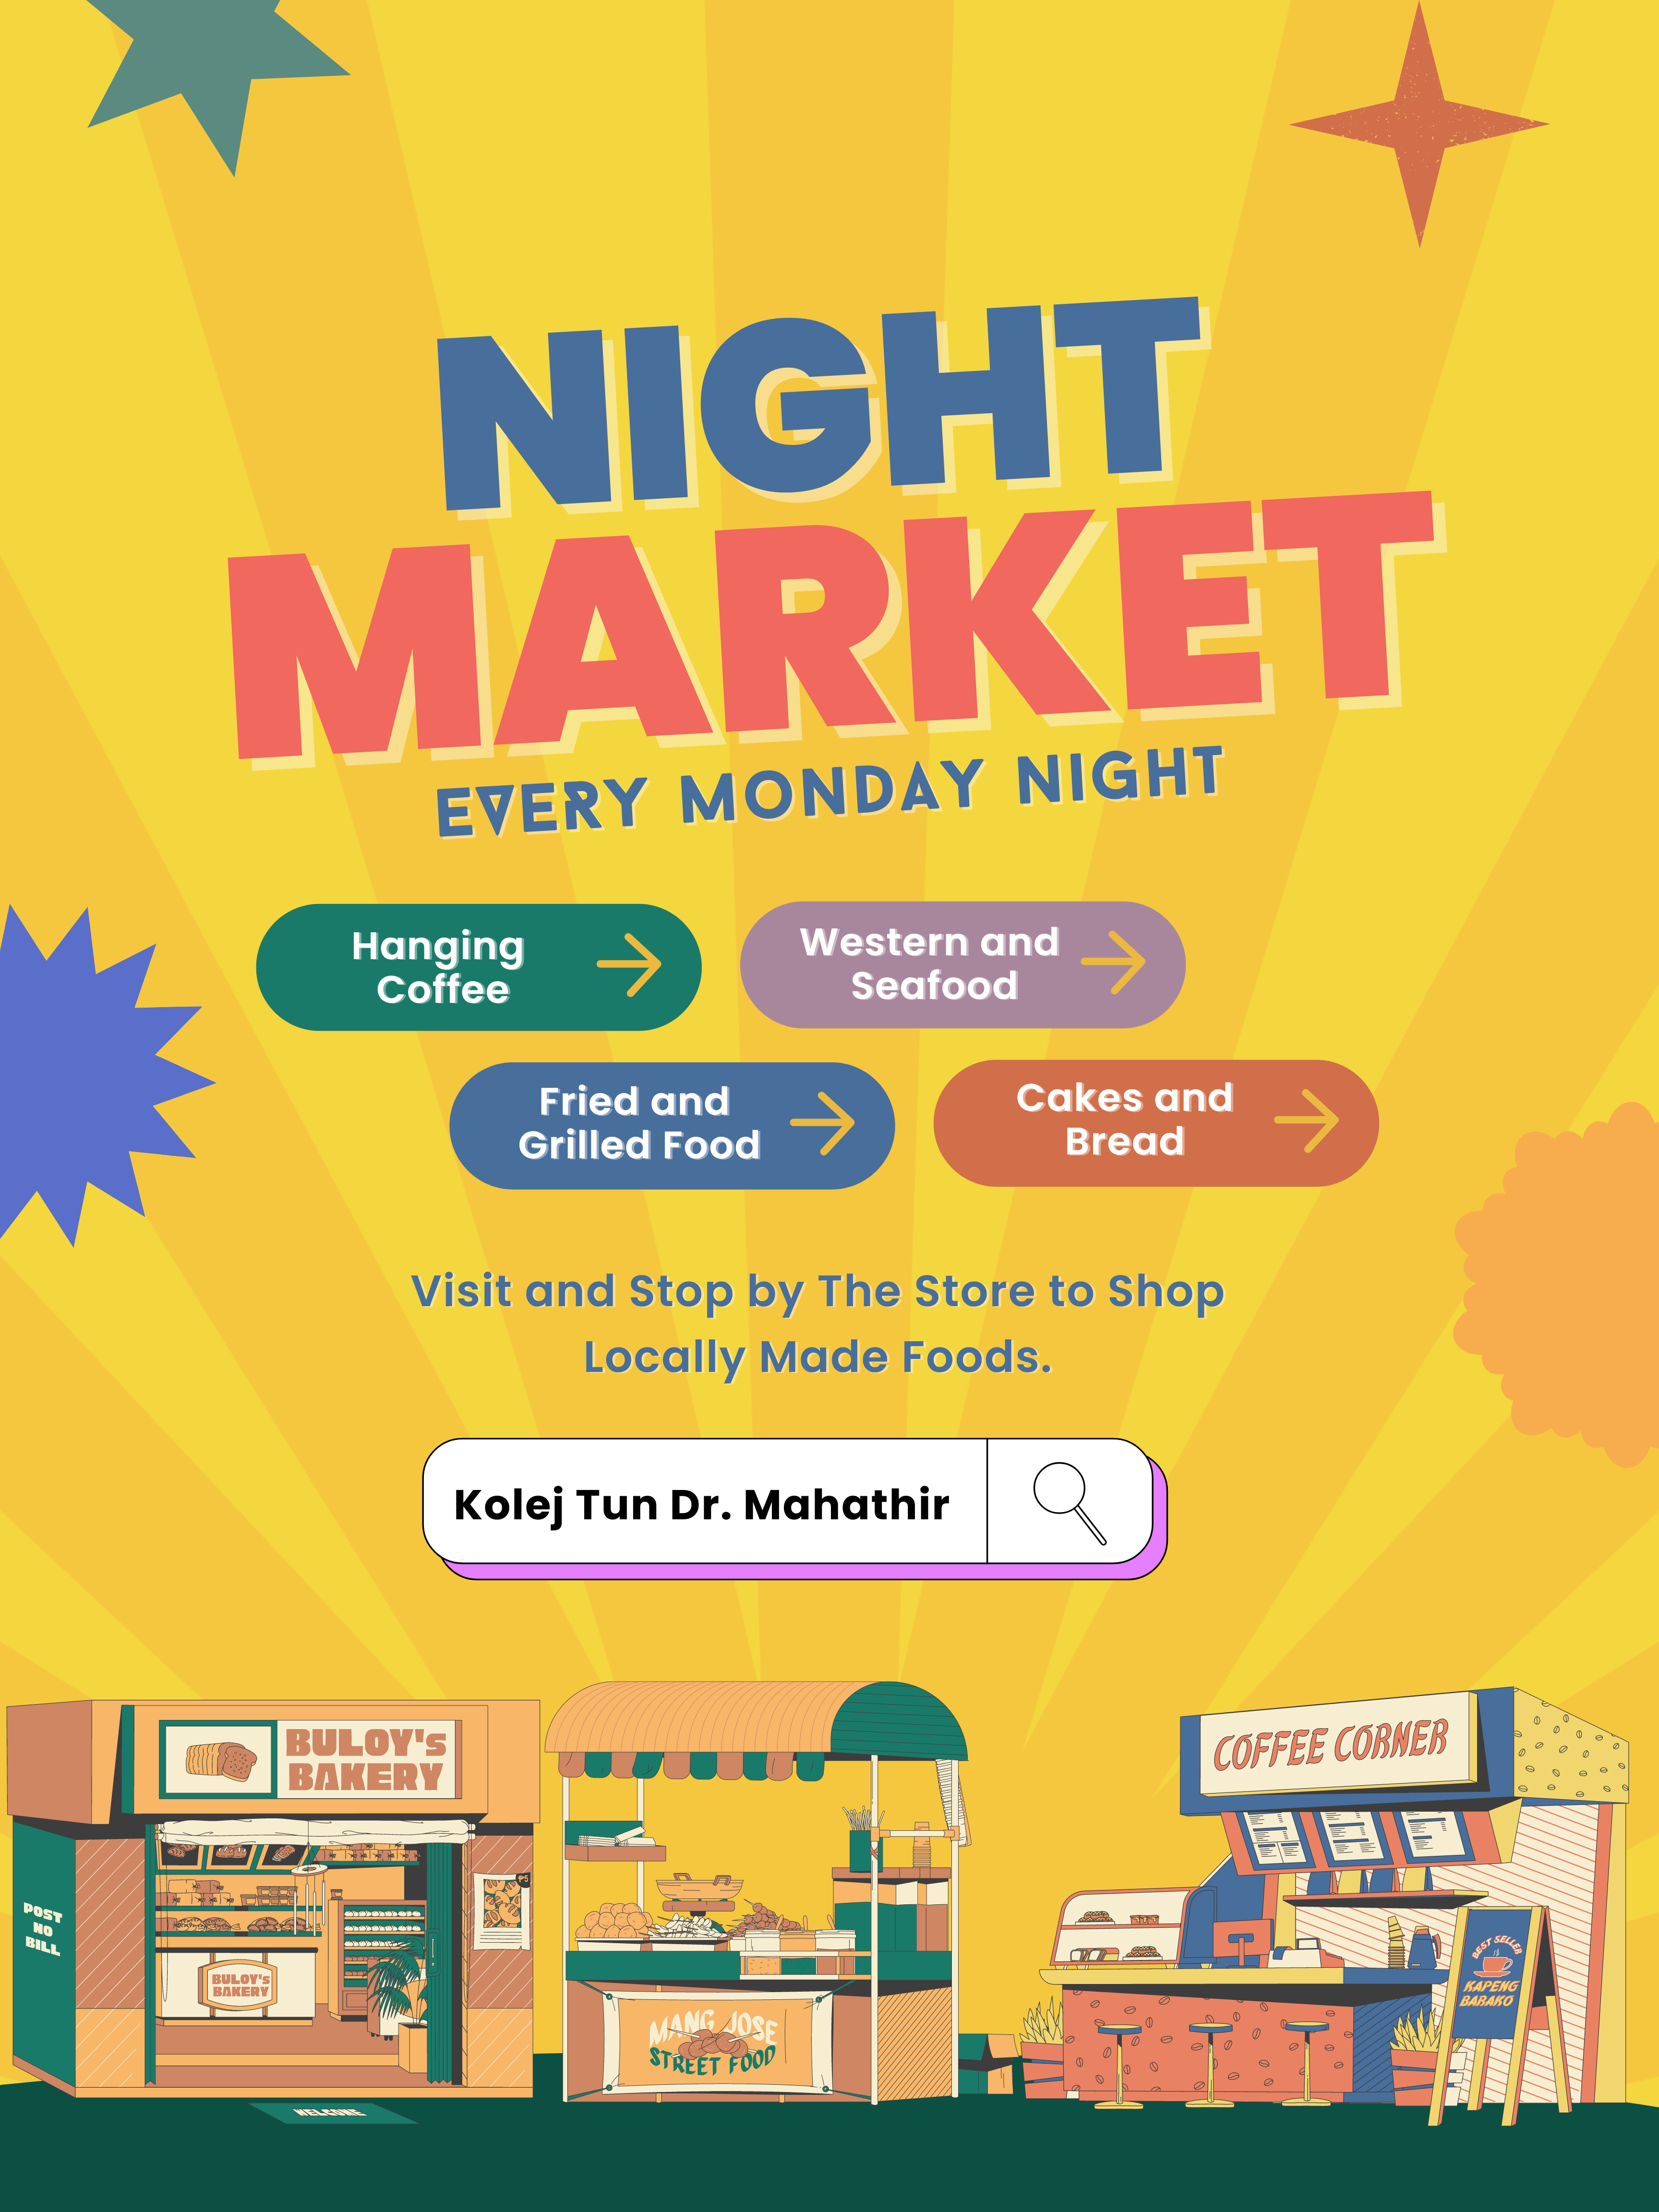 NIGHT
MARKET
EVERY MONDAY NIGHT
Hanging
Coffee
Western and
Seafood
Fried and
Grilled Food
Cakes and
Bread
Visit and Stop by The Store to Shop
Locally Made Foods.
Kolej Tun Dr. Mahathir
BULOY's
BAKERY
COFFEE CORNER
POST
NO
BILL
P5
BULOY's
BAKERY
MANG JOSE
STREET FOOD
BEST SELLER
KAPENG
BARAKO
WELCOME